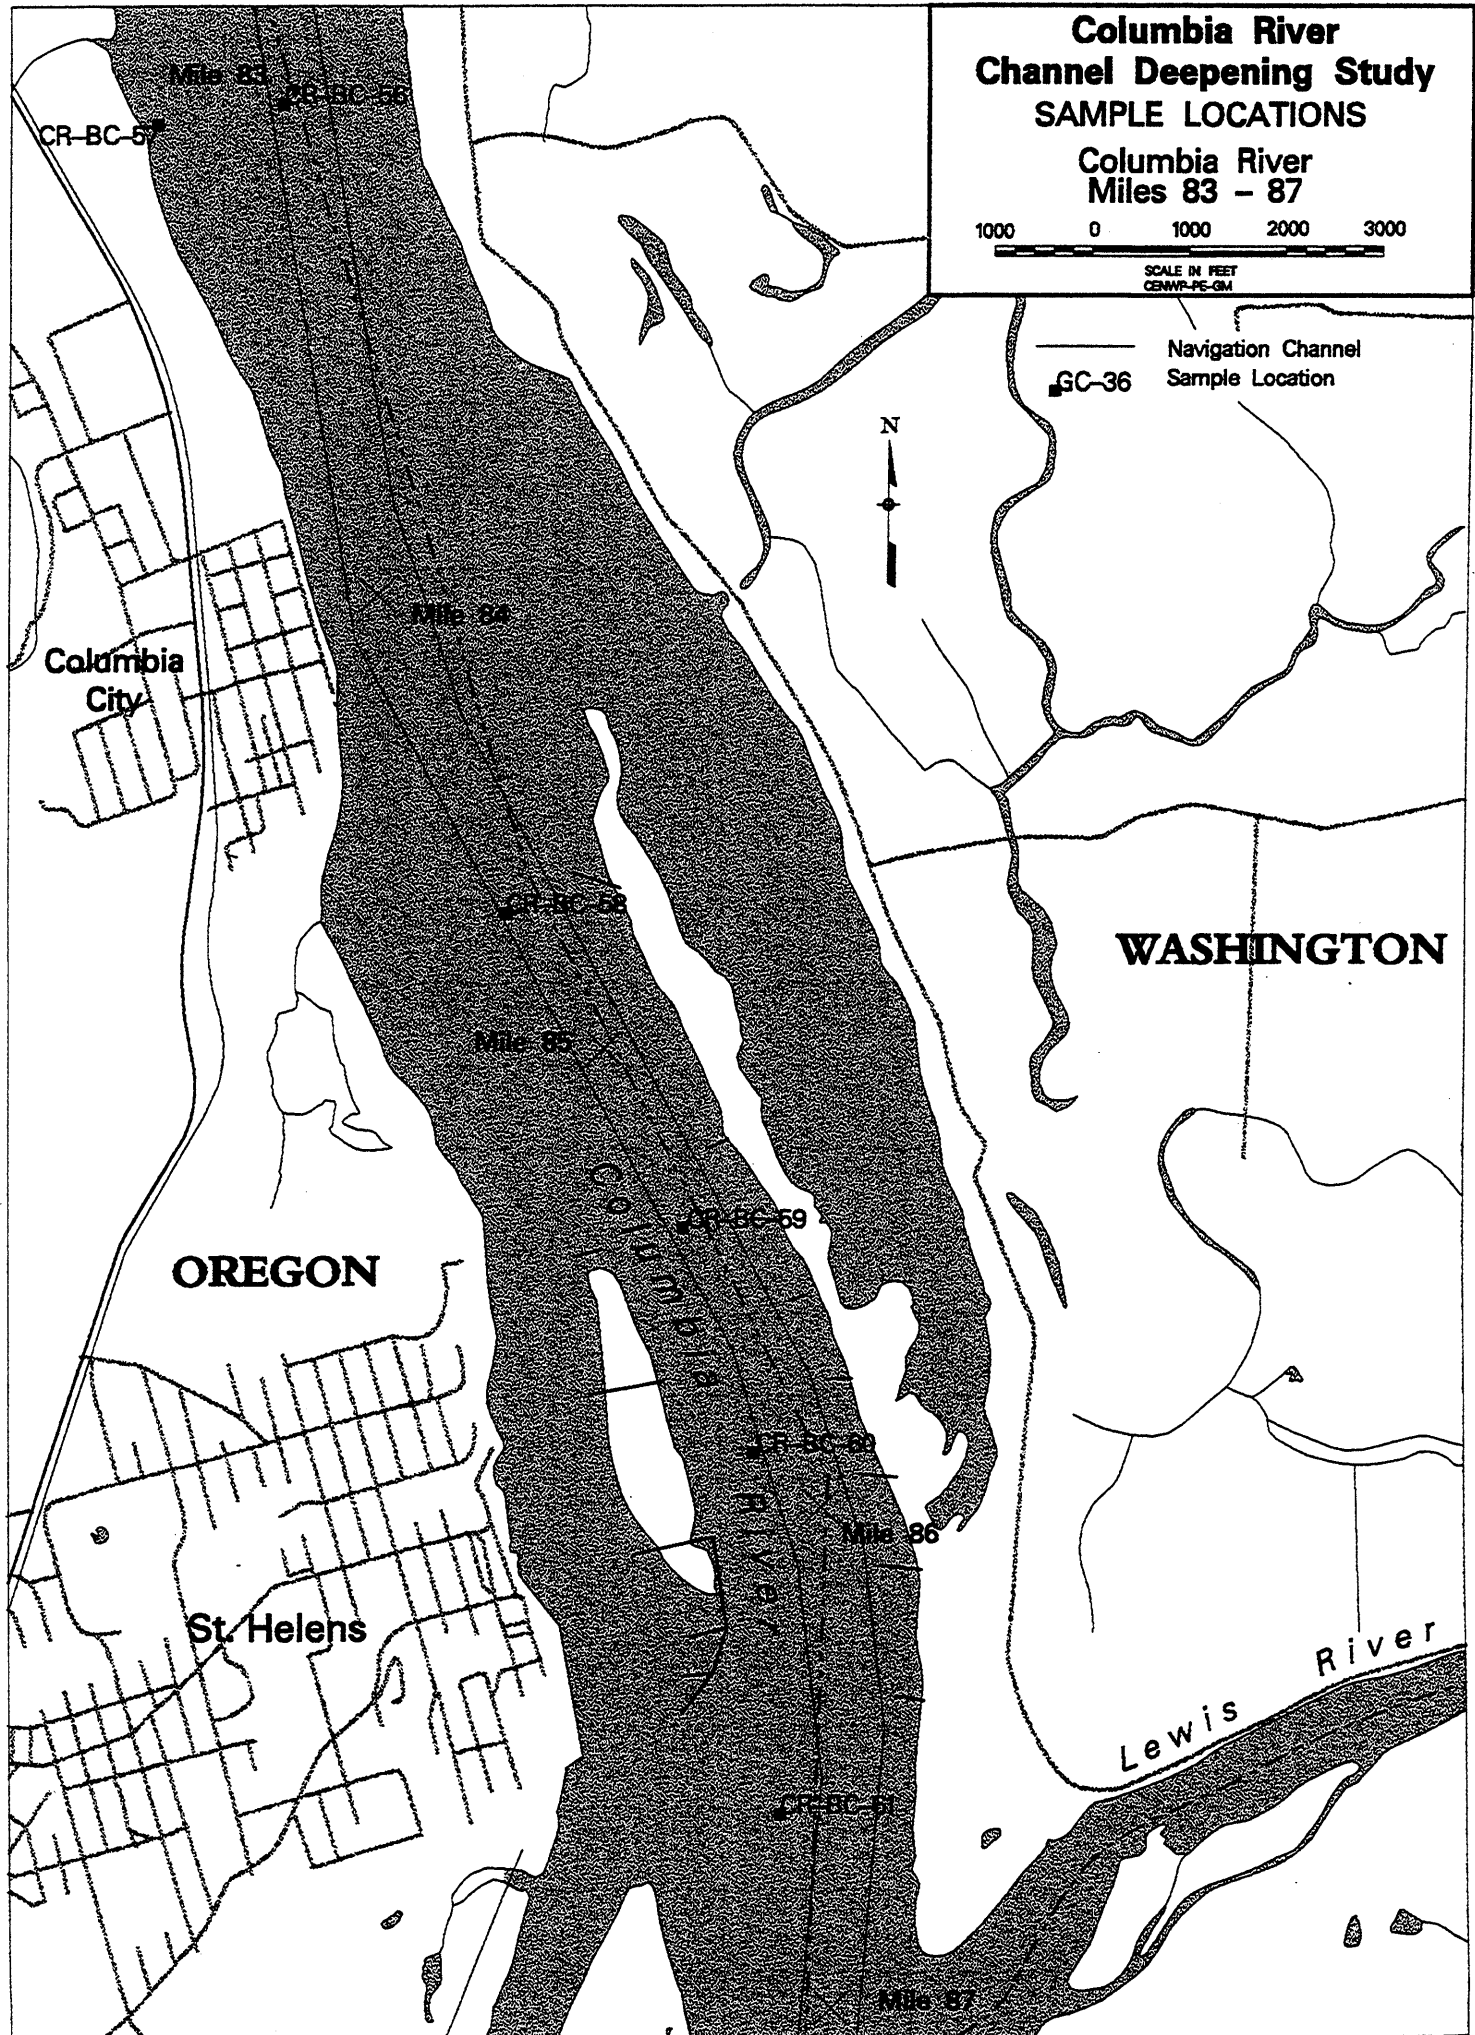 Columbia River
Channel Deepening Study
SAMPLE LOCATIONS
Columbia River
Miles 83 – 87
1000 0 1000 2000 3000
SCALE IN FEET
CENWP-PE-GM
Navigation Channel
GC-36 Sample Location
N
Mile 83
CR-BC-56
CR-BC-57
Mile 84
Columbia
City
CR-BC-58
WASHINGTON
Mile 85
Columbia River
CR-BC-59
OREGON
CR-BC-60
Mile 86
St. Helens
Lewis River
CR-BC-61
Mile 87